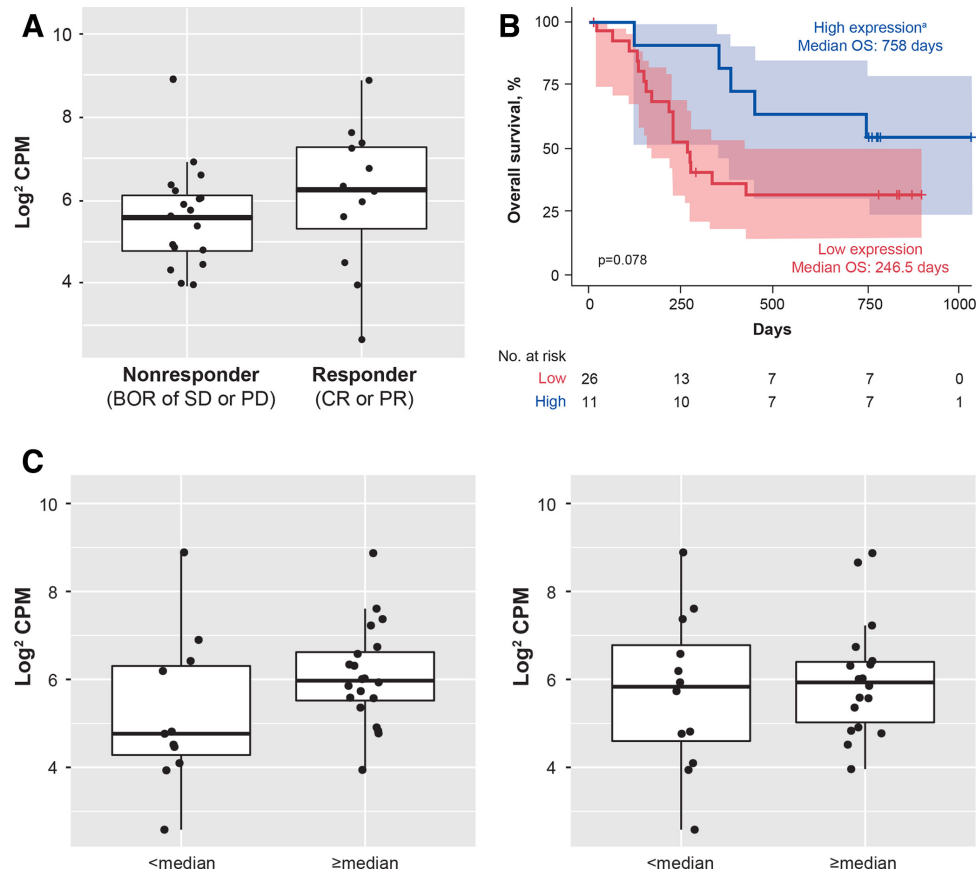 A
Log² CPM
10
8
6
4
Nonresponder
(BOR of SD or PD)
Responder
(CR or PR)
B
Overall survival, %
100
75
50
25
0
High expressionᵃ
Median OS: 758 days
Low expression
Median OS: 246.5 days
p=0.078
0 250 500 750 1000
Days
No. at risk
Low 26 13 7 7 0
High 11 10 7 7 1
C
Log² CPM
10
8
6
4
<median ≥median
Log² CPM
10
8
6
4
<median ≥median